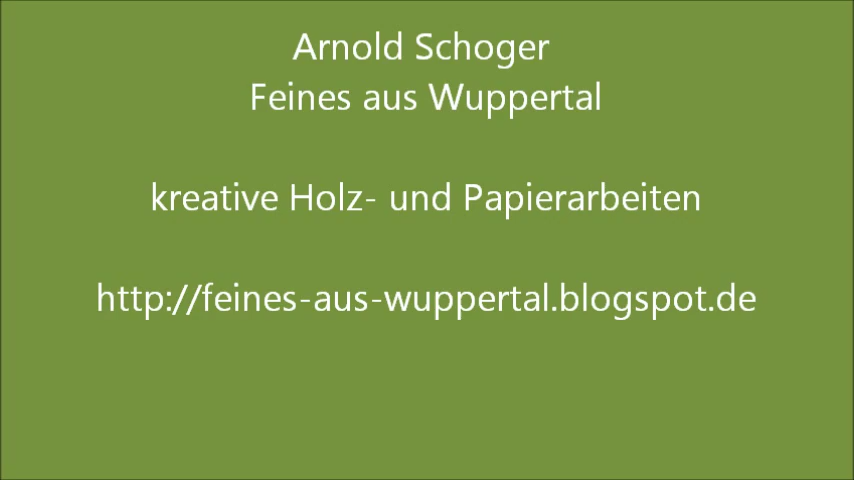 Arnold Schoger
Feines aus Wuppertal
kreative Holz- und Papierarbeiten
http://feines-aus-wuppertal.blogspot.de